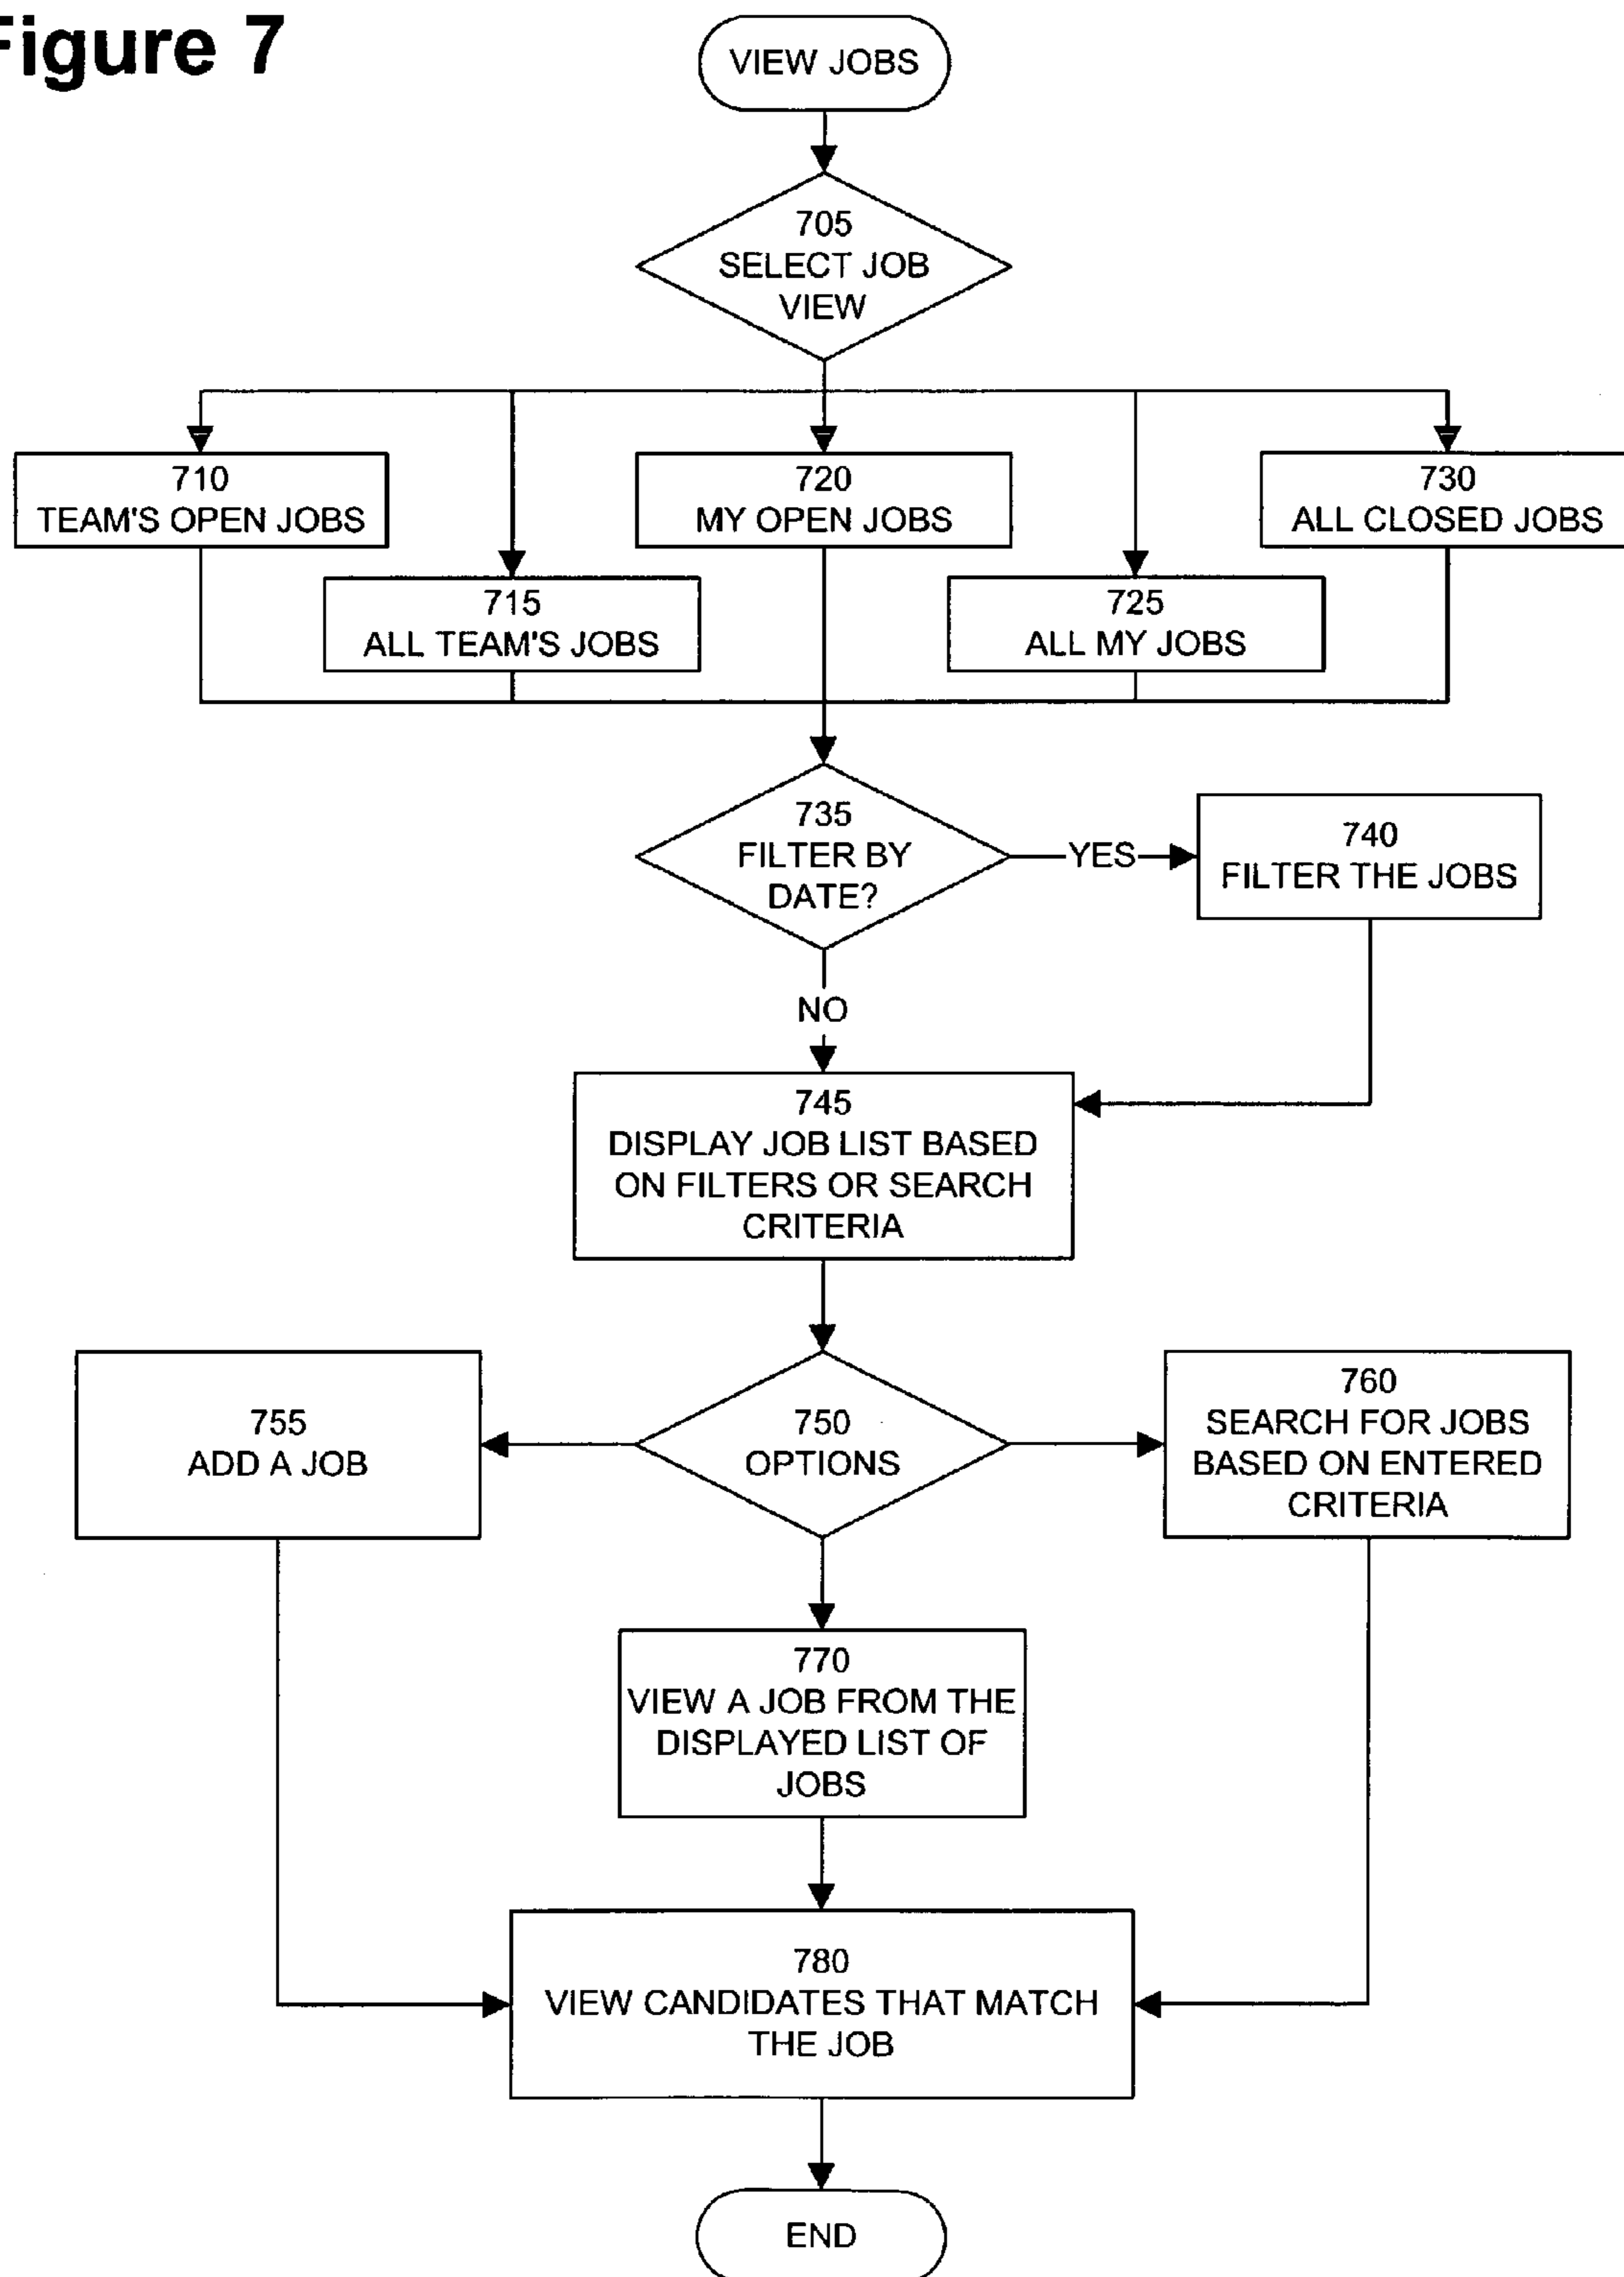 Figure 7
VIEW JOBS
705
SELECT JOB
VIEW
710
TEAM'S OPEN JOBS
720
MY OPEN JOBS
730
ALL CLOSED JOBS
715
ALL TEAM'S JOBS
725
ALL MY JOBS
735
FILTER BY
DATE?
YES
740
FILTER THE JOBS
NO
745
DISPLAY JOB LIST BASED
ON FILTERS OR SEARCH
CRITERIA
755
ADD A JOB
750
OPTIONS
760
SEARCH FOR JOBS
BASED ON ENTERED
CRITERIA
770
VIEW A JOB FROM THE
DISPLAYED LIST OF
JOBS
780
VIEW CANDIDATES THAT MATCH
THE JOB
END